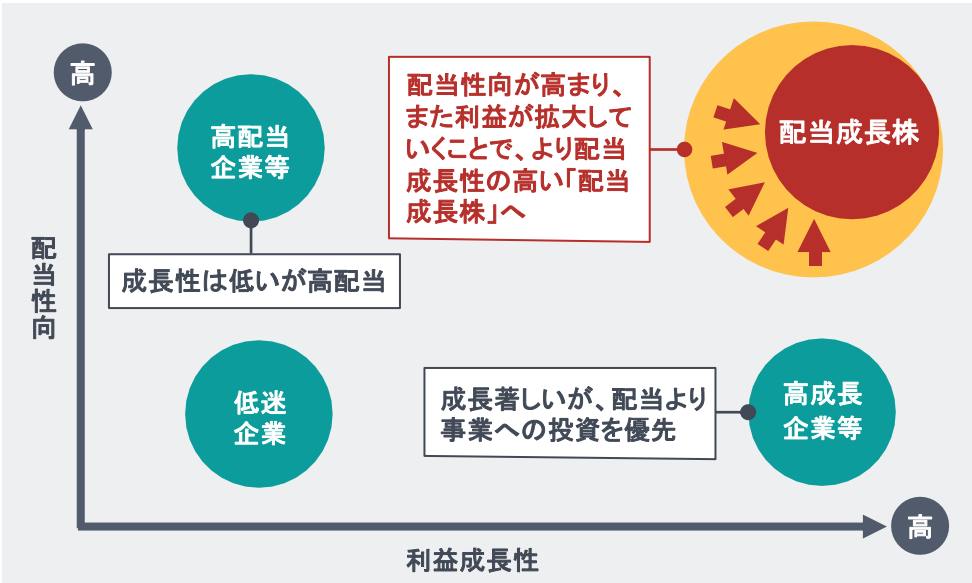 高
高配当
企業等
配当性向が高まり、
また利益が拡大して
いくことで、より配当
成長性の高い「配当
成長株」へ
配当成長株
成長性は低いが高配当
配当性向
低迷
企業
成長著しいが、配当より
事業への投資を優先
高成長
企業等
高
利益成長性